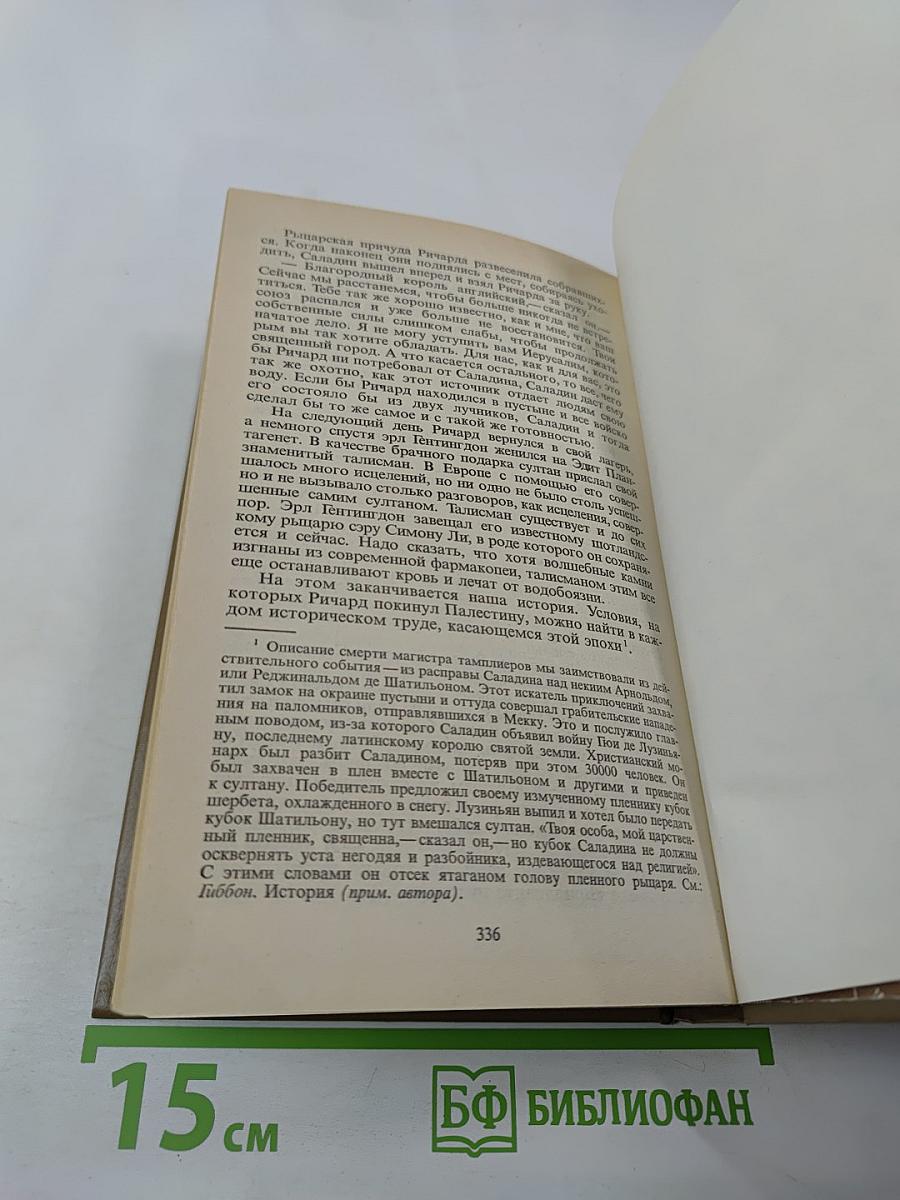 Рыцарская причуда Ричарда развеселила собравших-
ся. Когда наконец они поднялись с мест, собираясь ухо-
дить, Саладин вышел вперед и взял Ричарда за руку.
— Благородный король английский,— сказал он,—
Сейчас мы расстанемся, чтобы больше никогда не встре-
титься. Тебе так же хорошо известно, как и мне, что ваш
союз распался и уже больше не восстановится. Твои
собственные силы слишком слабы, чтобы продолжать
начатое дело. Я не могу уступить вам Иерусалим, кото-
рым вы так хотите обладать. Для нас, как и для вас, это
священный город. А что касается остального, то все, чего
бы Ричард ни потребовал от Саладина, Саладин даст ему
так же охотно, как этот источник отдает людям свою
воду. Если бы Ричард находился в пустыне и все войско
его состояло бы из двух лучников, Саладин и тогда
сделал бы то же самое и с такой же готовностью.
На следующий день Ричард вернулся в свой лагерь,
а немного спустя эрл Гентингдон женился на Эдит План-
тагенет. В качестве брачного подарка султан прислал свой
знаменитый талисман. В Европе с помощью его совер-
шалось много исцелений, но ни одно не было столь успеш-
но и не вызывало столько разговоров, как исцеления, совер-
шенные самим султаном. Талисман существует и до сих
пор. Эрл Гентингдон завещал его известному шотландс-
кому рыцарю сэру Симону Ли, в роде которого он сохраня-
ется и сейчас. Надо сказать, что хотя волшебные камни
изгнаны из современной фармакопеи, талисманом этим все
еще останавливают кровь и лечат от водобоязни.
На этом заканчивается наша история. Условия, на
которых Ричард покинул Палестину, можно найти в каж-
дом историческом труде, касающемся этой эпохи¹.
¹ Описание смерти магистра тамплиеров мы заимствовали из дей-
ствительного события — из расправы Саладина над некиим Арнольдом,
или Реджинальдом де Шатильоном. Этот искатель приключений захва-
тил замок на окраине пустыни и оттуда совершал грабительские нападе-
ния на паломников, отправлявшихся в Мекку. Это и послужило глав-
ным поводом, из-за которого Саладин объявил войну Гюи де Лузинья-
ну, последнему латинскому королю святой земли. Христианский мо-
нарх был разбит Саладином, потеряв при этом 30000 человек. Он
был захвачен в плен вместе с Шатильоном и другими и приведен
к султану. Победитель предложил своему измученному пленнику кубок
шербета, охлажденного в снегу. Лузиньян выпил и хотел было передать
кубок Шатильону, но тут вмешался султан. «Твоя особа, мой царствен-
ный пленник, священна,— сказал он,— но кубок Саладина не должны
осквернять уста негодяя и разбойника, издевающегося над религией».
С этими словами он отсек ятаганом голову пленного рыцаря. См.:
Гиббон. История (прим. автора).
336
15 см
БФ БИБЛИОФАН